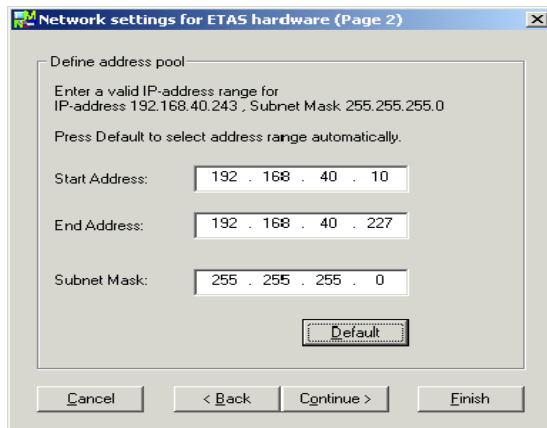 Network settings for ETAS hardware (Page 2)
Define address pool
Enter a valid IP-address range for
IP-address 192.168.40.243 , Subnet Mask 255.255.255.0
Press Default to select address range automatically.
Start Address: 192 . 168 . 40 . 10
End Address: 192 . 168 . 40 . 227
Subnet Mask: 255 . 255 . 255 . 0
Default
Cancel < Back Continue > Finish